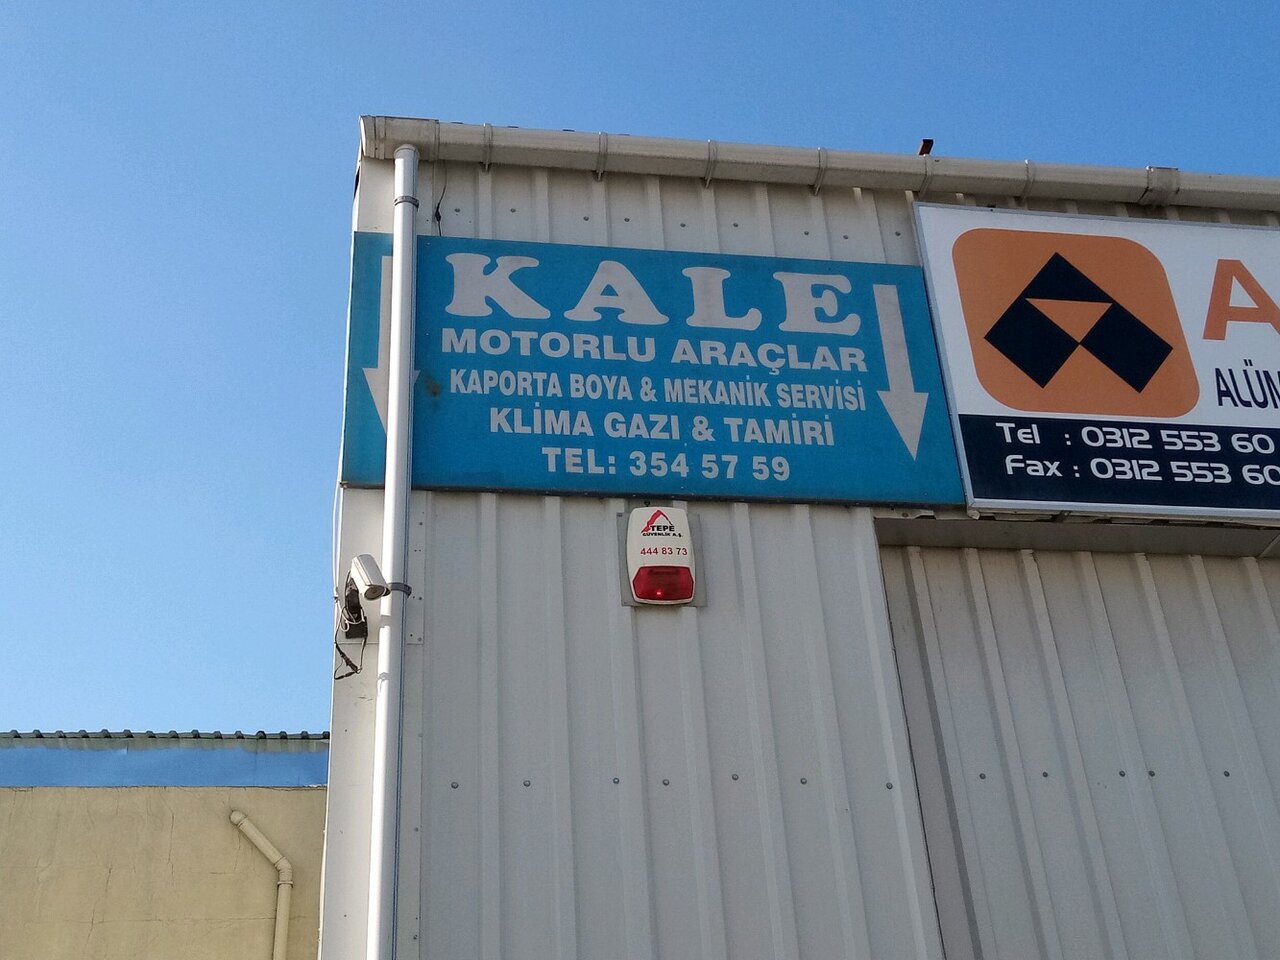 KALE
MOTORLU ARAÇLAR
KAPORTA BOYA & MEKANİK SERVİSİ
KLİMA GAZI & TAMİRİ
TEL: 354 57 59
TEPE
GÜVENLİK A.Ş.
444 83 73
A
ALÜM
Tel : 0312 553 60
Fax : 0312 553 60